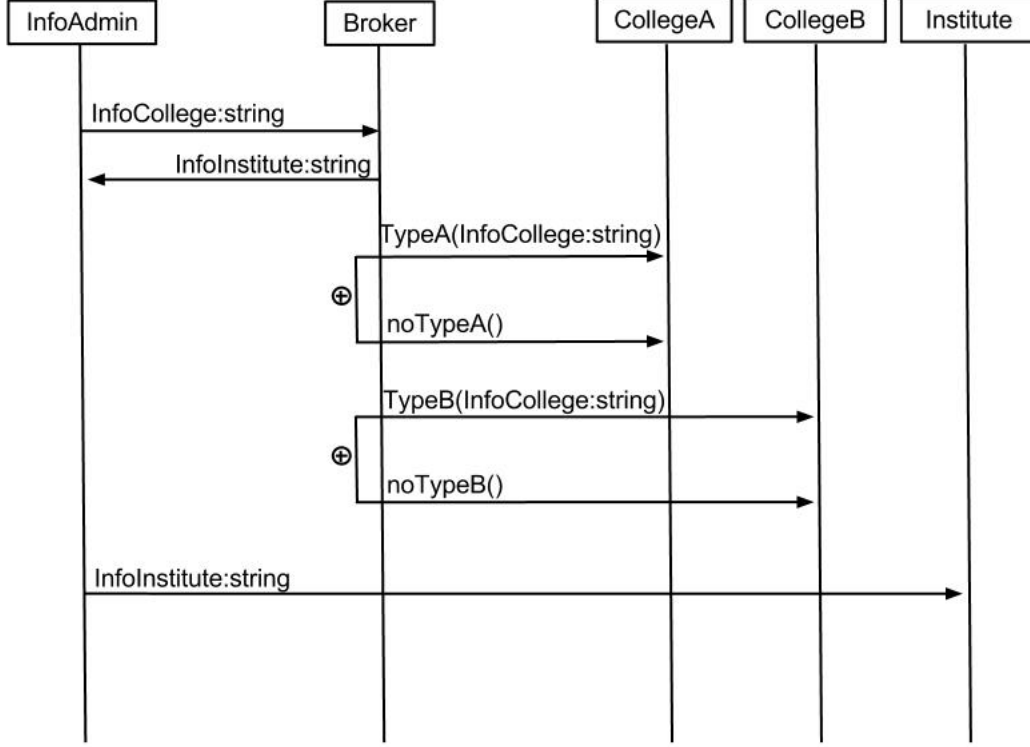 InfoAdmin
Broker
CollegeA
CollegeB
Institute
InfoCollege:string
InfoInstitute:string
TypeA(InfoCollege:string)
⊕
noTypeA()
TypeB(InfoCollege:string)
⊕
noTypeB()
InfoInstitute:string